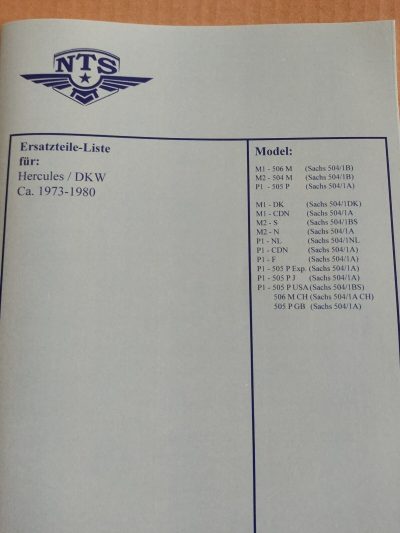 NTS
Ersatzteile-Liste
für:
Hercules / DKW
Ca. 1973-1980
Model:
M1 - 506 M (Sachs 504/1B)
M2 - 504 M (Sachs 504/1B)
P1 - 505 P (Sachs 504/1A)
M1 - DK (Sachs 504/1DK)
M1 - CDN (Sachs 504/1A
M2 - S (Sachs 504/1BS
M2 - N (Sachs 504/1A
P1 - NL (Sachs 504/1NL
P1 - CDN (Sachs 504/1A)
P1 - F (Sachs 504/1A)
P1 - 505 P Exp. (Sachs 504/1A)
P1 - 505 P J (Sachs 504/1A)
P1 - 505 P USA (Sachs 504/1BS)
506 M CH (Sachs 504/1A CH)
505 P GB (Sachs 504/1A)